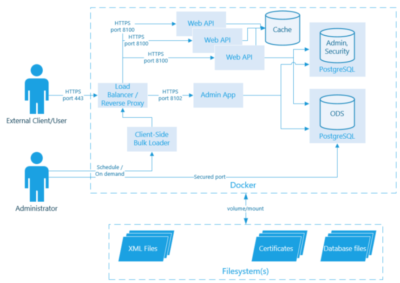 HTTPS
port 8100
Web API
HTTPS
port 8100
Web API
HTTPS
port 8100
Web API
Cache
Admin,
Security
PostgreSQL
HTTPS
port 443
External Client/User
Load
Balancer /
Reverse Proxy
HTTPS
port 8102
Admin App
ODS
PostgreSQL
Client-Side
Bulk Loader
Schedule /
On demand
Secured port
Administrator
Docker
volume/mount
XML Files
Certificates
Database files
Filesystem(s)